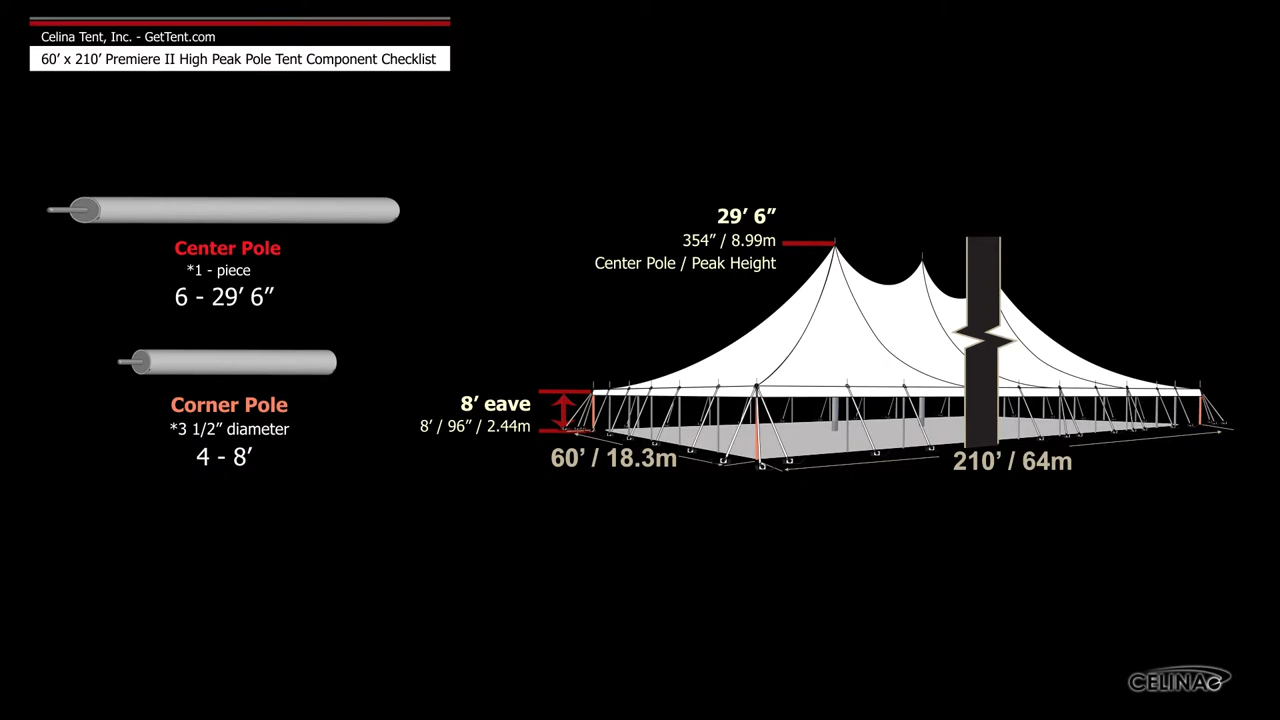 Celina Tent, Inc. - GetTent.com
60’ x 210’ Premiere II High Peak Pole Tent Component Checklist
Center Pole
*1 - piece
6 - 29’ 6”
Corner Pole
*3 1/2” diameter
4 - 8’
29’ 6”
354” / 8.99m
Center Pole / Peak Height
8’ eave
8’ / 96” / 2.44m
60’ / 18.3m
210’ / 64m
CELINA